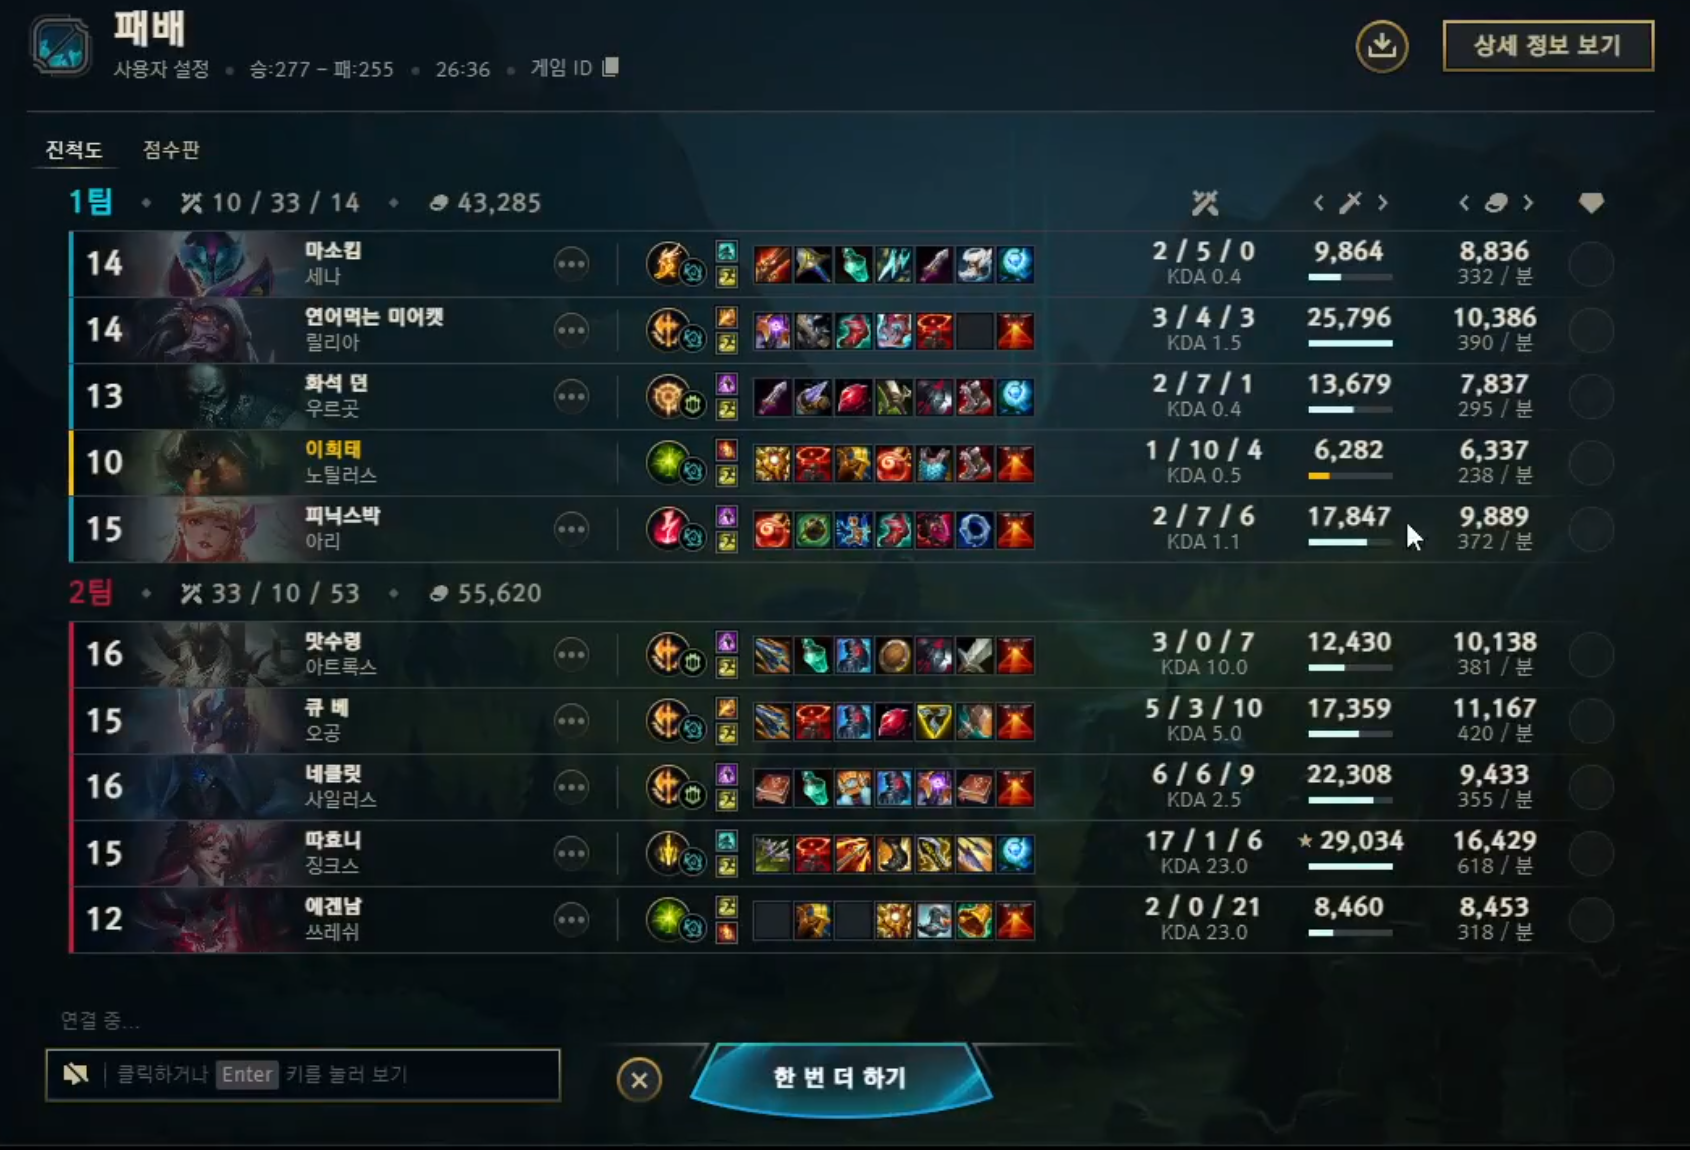 패배
사용자 설정 • 승:277 – 패:255 • 26:36 • 게임 ID
상세 정보 보기
진척도 점수판
1팀 • 10 / 33 / 14 • 43,285
14 마소킴 2 / 5 / 0 9,864 8,836
세나 KDA 0.4 332 / 분
14 연어먹는 미어캣 3 / 4 / 3 25,796 10,386
릴리아 KDA 1.5 390 / 분
13 화석 던 2 / 7 / 1 13,679 7,837
우르곳 KDA 0.4 295 / 분
10 이희태 1 / 10 / 4 6,282 6,337
노틸러스 KDA 0.5 238 / 분
15 피닉스박 2 / 7 / 6 17,847 9,889
아리 KDA 1.1 372 / 분
2팀 • 33 / 10 / 53 • 55,620
16 맛수령 3 / 0 / 7 12,430 10,138
아트록스 KDA 10.0 381 / 분
15 큐 베 5 / 3 / 10 17,359 11,167
오공 KDA 5.0 420 / 분
16 네클릿 6 / 6 / 9 22,308 9,433
사일러스 KDA 2.5 355 / 분
15 따효니 17 / 1 / 6 29,034 16,429
징크스 KDA 23.0 618 / 분
12 에겐남 2 / 0 / 21 8,460 8,453
쓰레쉬 KDA 23.0 318 / 분
연결 중...
클릭하거나 Enter 키를 눌러 보기
한 번 더 하기